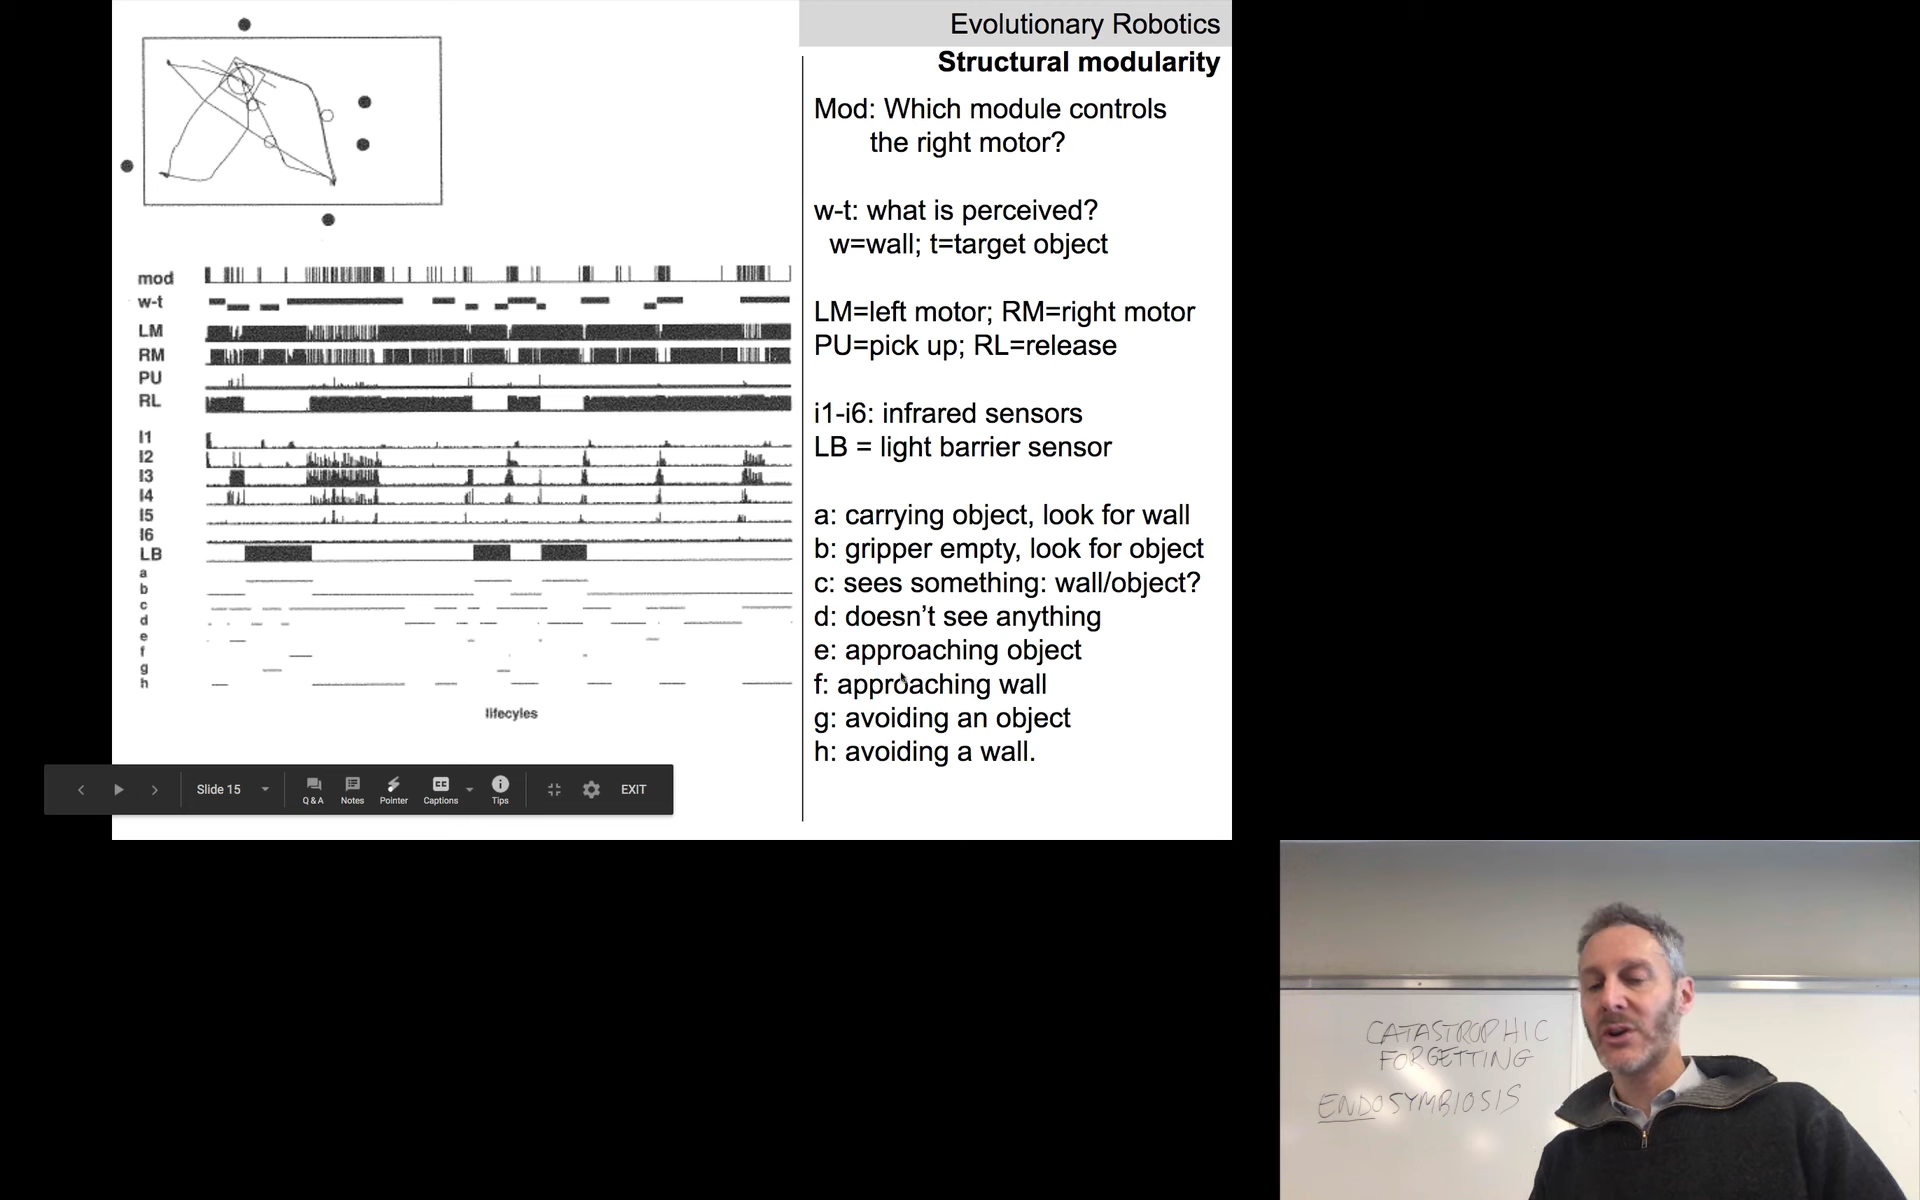 Evolutionary Robotics
Structural modularity
Mod: Which module controls
the right motor?
w-t: what is perceived?
w=wall; t=target object
LM=left motor; RM=right motor
PU=pick up; RL=release
i1-i6: infrared sensors
LB = light barrier sensor
a: carrying object, look for wall
b: gripper empty, look for object
c: sees something: wall/object?
d: doesn't see anything
e: approaching object
f: approaching wall
g: avoiding an object
h: avoiding a wall.
mod
w-t
LM
RM
PU
RL
I1
I2
I3
I4
I5
I6
LB
a
b
c
d
e
f
g
h
lifecyles
Slide 15
Q & A
Notes
Pointer
CC
Captions
Tips
EXIT
CATASTROPHIC
FORGETTING
ENDOSYMBIOSIS